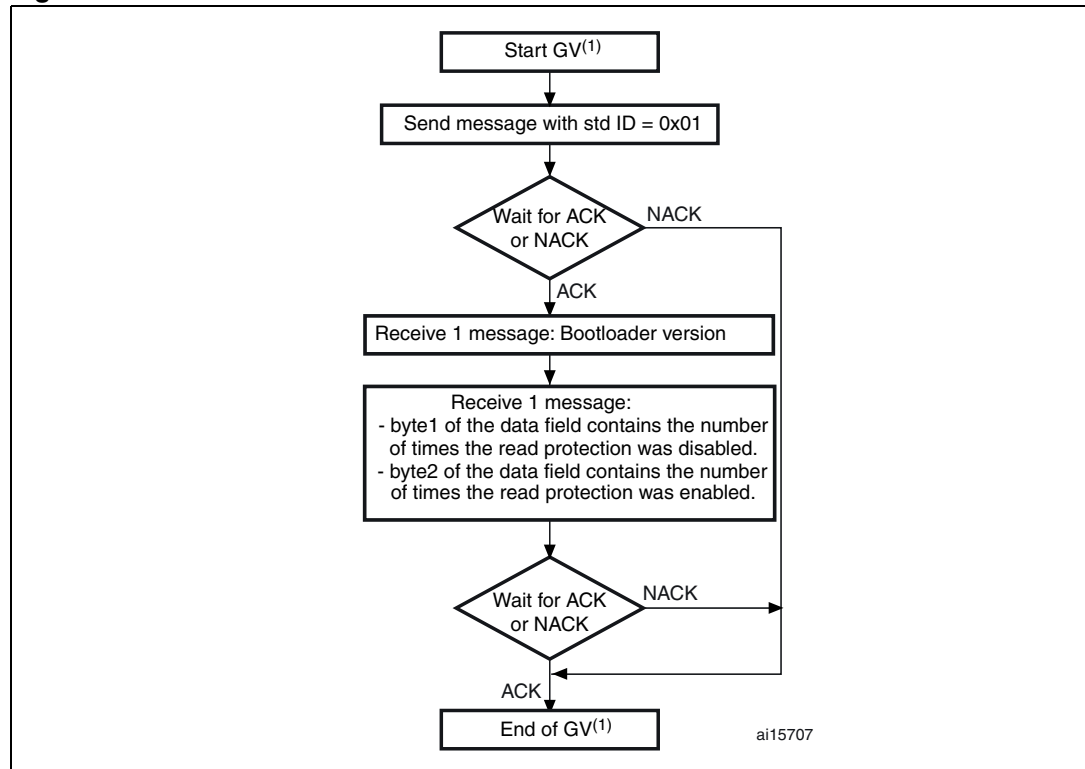 Start GV(1)
Send message with std ID = 0x01
Wait for ACK
or NACK
NACK
ACK
Receive 1 message: Bootloader version
Receive 1 message:
- byte1 of the data field contains the number
of times the read protection was disabled.
- byte2 of the data field contains the number
of times the read protection was enabled.
Wait for ACK
or NACK
NACK
ACK
End of GV(1)
ai15707